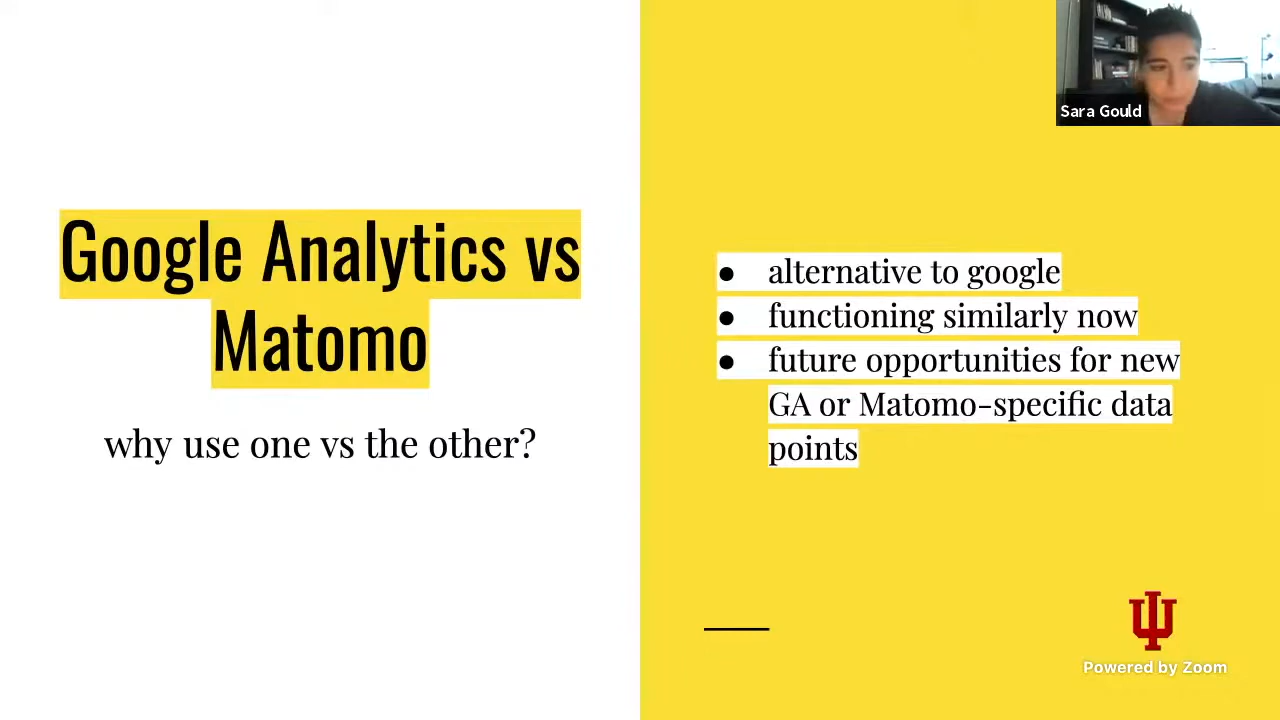 Google Analytics vs
Matomo
why use one vs the other?
● alternative to google
● functioning similarly now
● future opportunities for new
GA or Matomo-specific data
points
Sara Gould
Powered by Zoom